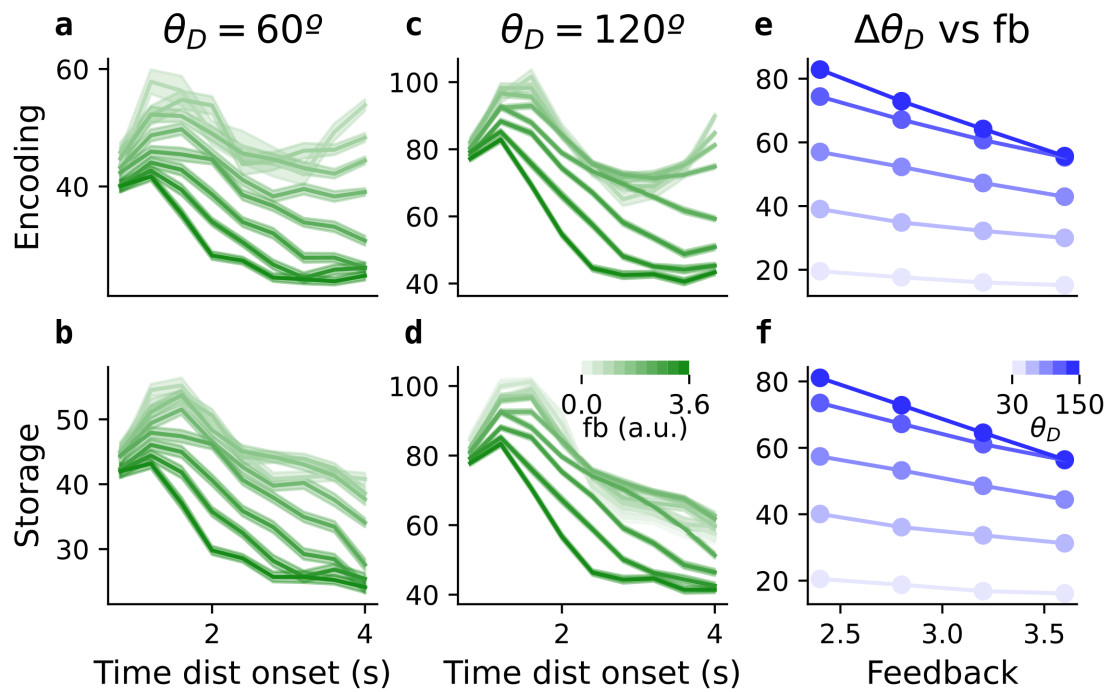 a θ_D = 60º
c θ_D = 120º
e Δθ_D vs fb
Encoding
60
40
100
80
60
40
80
60
40
20
b
d
f
Storage
50
40
30
2 4
Time dist onset (s)
100
80
60
40
0.0 3.6
fb (a.u.)
2 4
Time dist onset (s)
80
60
40
20
30 150
θ_D
2.5 3.0 3.5
Feedback